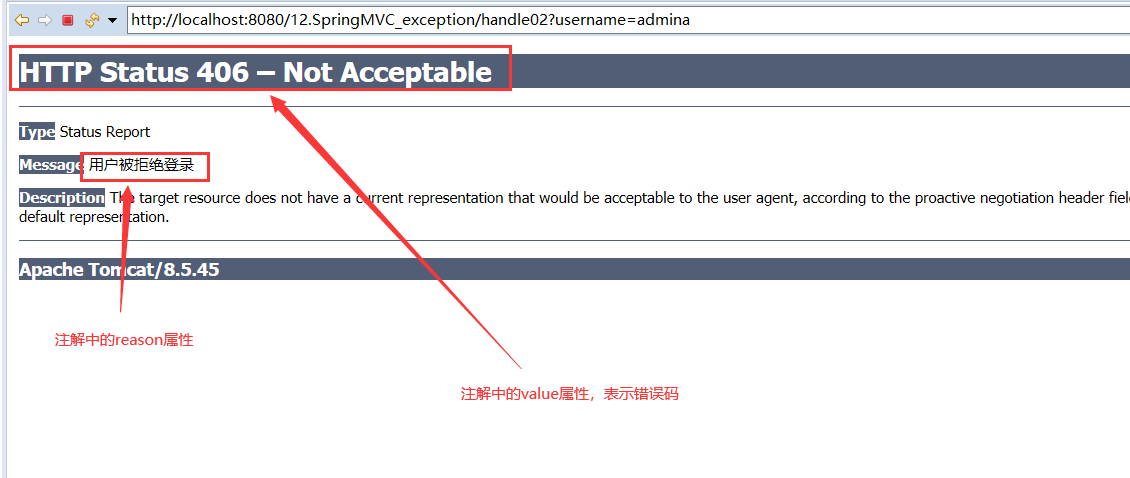 http://localhost:8080/12.SpringMVC_exception/handle02?username=admina
HTTP Status 406 – Not Acceptable
Type Status Report
Message 用户被拒绝登录
Description The target resource does not have a current representation that would be acceptable to the user agent, according to the proactive negotiation header
default representation.
Apache Tomcat/8.5.45
注解中的reason属性
注解中的value属性，表示错误码